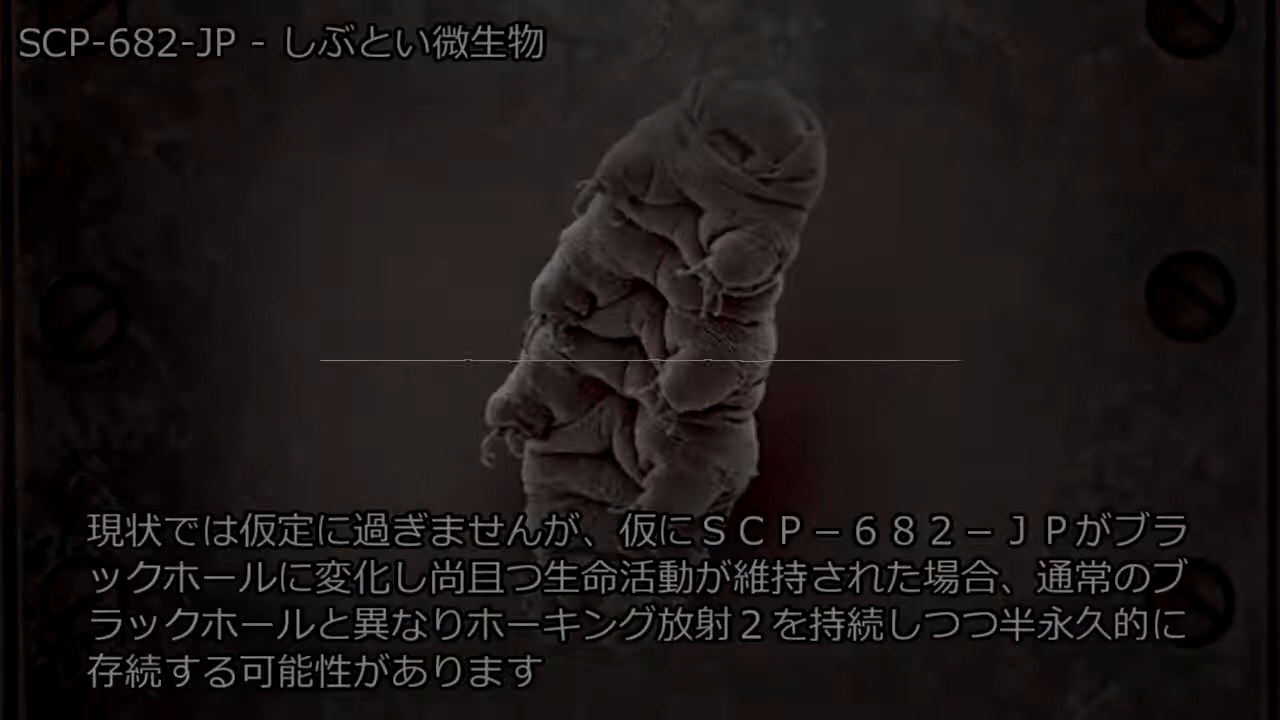 SCP-682-JP - しぶとい微生物
現状では仮定に過ぎませんが、仮にＳＣＰ－６８２－ＪＰがブラ
ックホールに変化し尚且つ生命活動が維持された場合、通常のブ
ラックホールと異なりホーキング放射２を持続しつつ半永久的に
存続する可能性があります